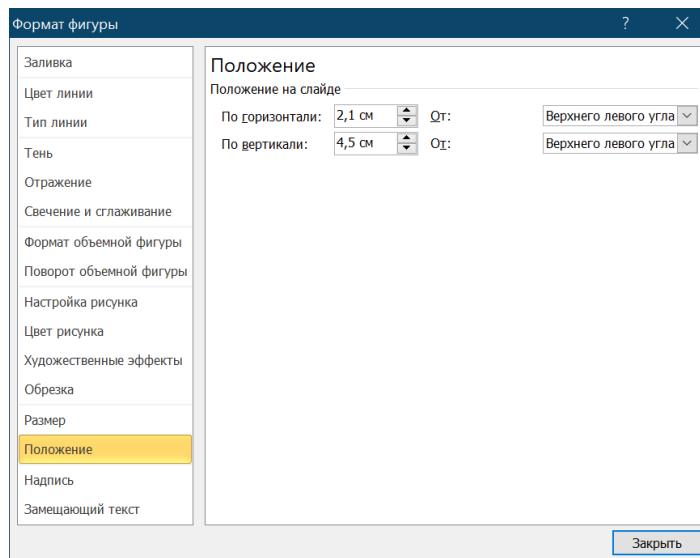 Формат фигуры ?
Заливка
Цвет линии
Тип линии
Тень
Отражение
Свечение и сглаживание
Формат объемной фигуры
Поворот объемной фигуры
Настройка рисунка
Цвет рисунка
Художественные эффекты
Обрезка
Размер
Положение
Надпись
Замещающий текст
Положение
Положение на слайде
По горизонтали: 2,1 см От: Верхнего левого угла
По вертикали: 4,5 см От: Верхнего левого угла
Закрыть